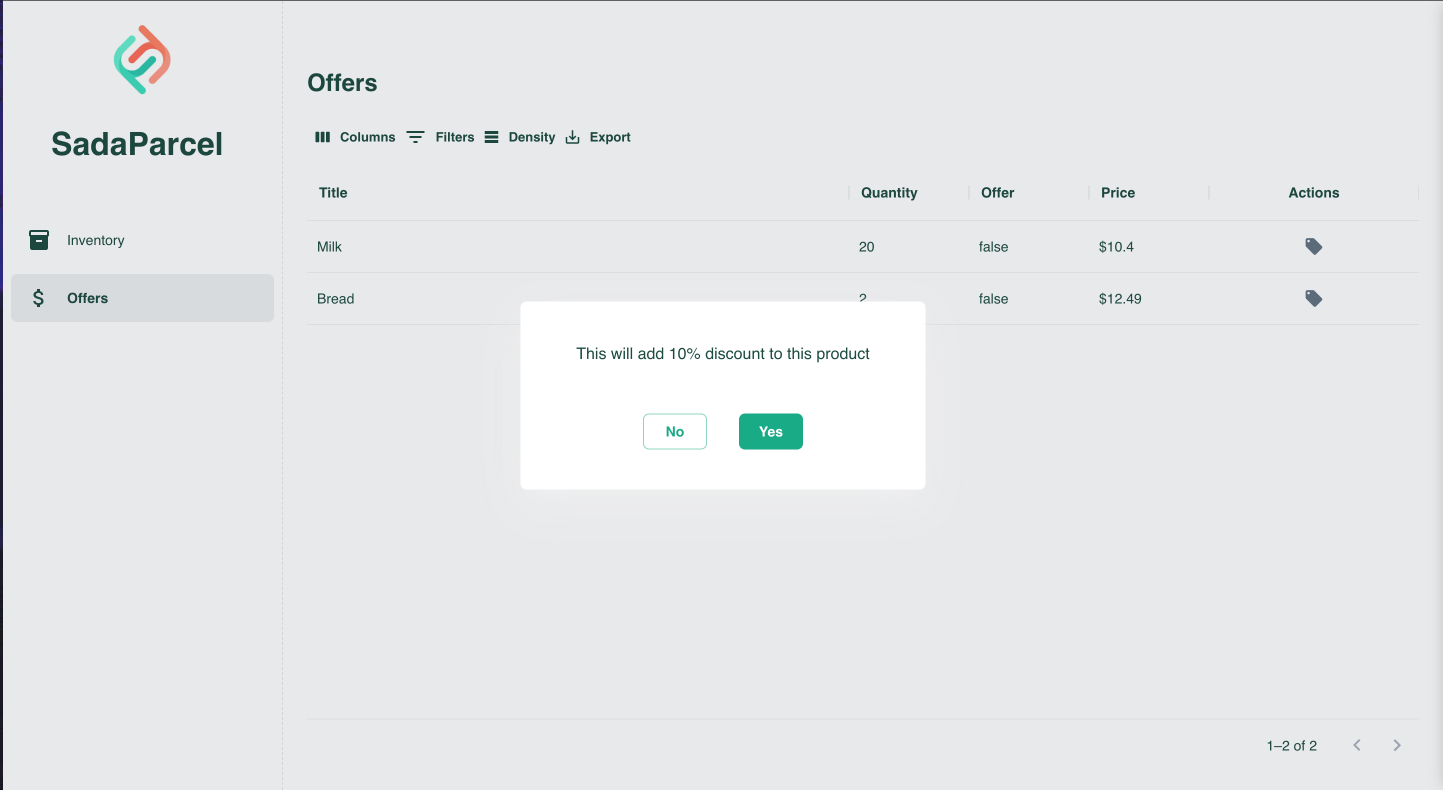 SadaParcel
Inventory
Offers
Offers
Columns Filters Density Export
Title Quantity Offer Price Actions
Milk 20 false $10.4
Bread 2 false $12.49
This will add 10% discount to this product
No Yes
1–2 of 2